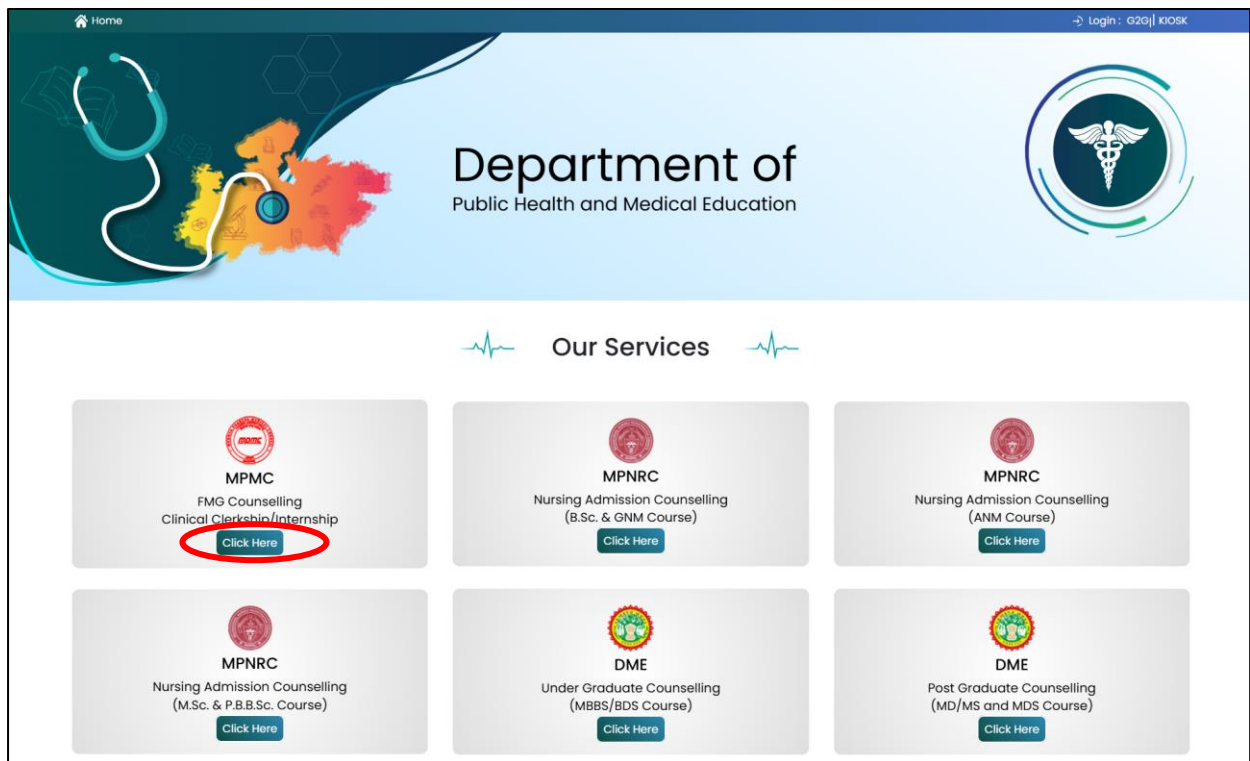 Home
Login : G2G|| KIOSK
Department of
Public Health and Medical Education
Our Services
MPMC
FMG Counselling
Clinical Clerkship/Internship
Click Here
MPNRC
Nursing Admission Counselling
(B.Sc. & GNM Course)
Click Here
MPNRC
Nursing Admission Counselling
(ANM Course)
Click Here
MPNRC
Nursing Admission Counselling
(M.Sc. & P.B.B.Sc. Course)
Click Here
DME
Under Graduate Counselling
(MBBS/BDS Course)
Click Here
DME
Post Graduate Counselling
(MD/MS and MDS Course)
Click Here